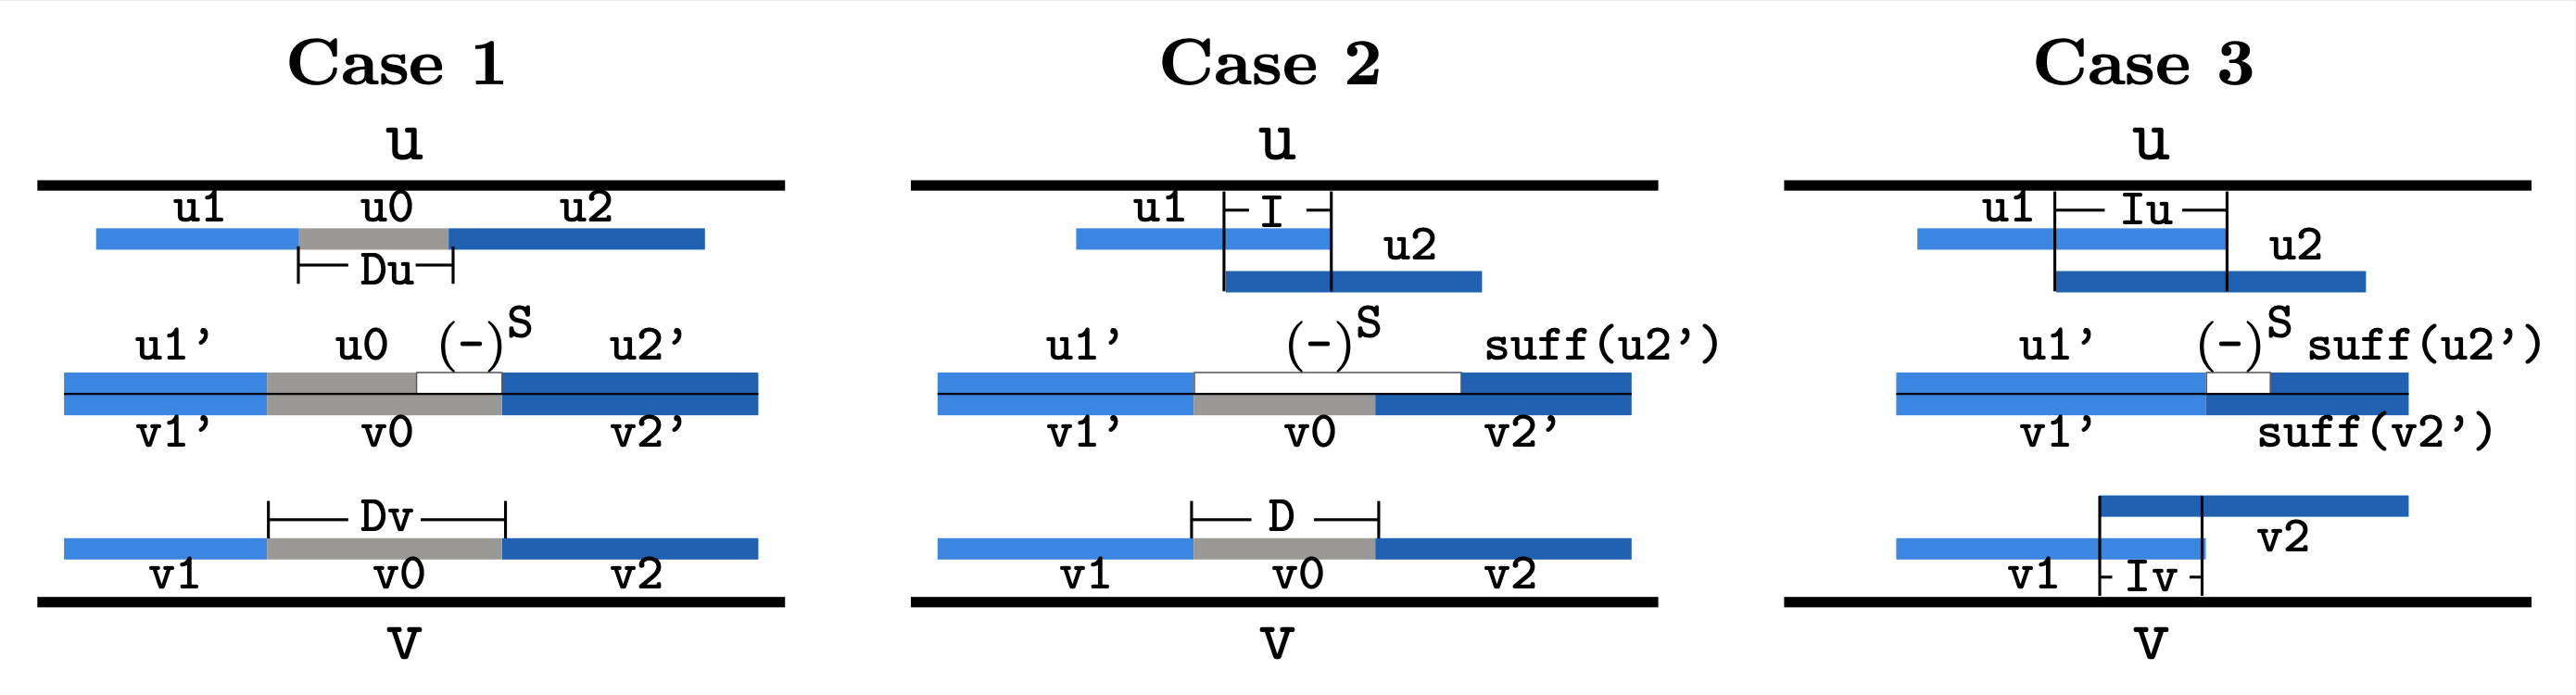 Case 1
u
u1 u0 u2
Du
u1' u0 (-)^S u2'
v1' v0 v2'
Dv
v1 v0 v2
v
Case 2
u
u1 I
u2
u1' (-)^S suff(u2')
v1' v0 v2'
D
v1 v0 v2
v
Case 3
u
u1 Iu
u2
u1' (-)^S suff(u2')
v1' suff(v2')
v2
v1 Iv
v